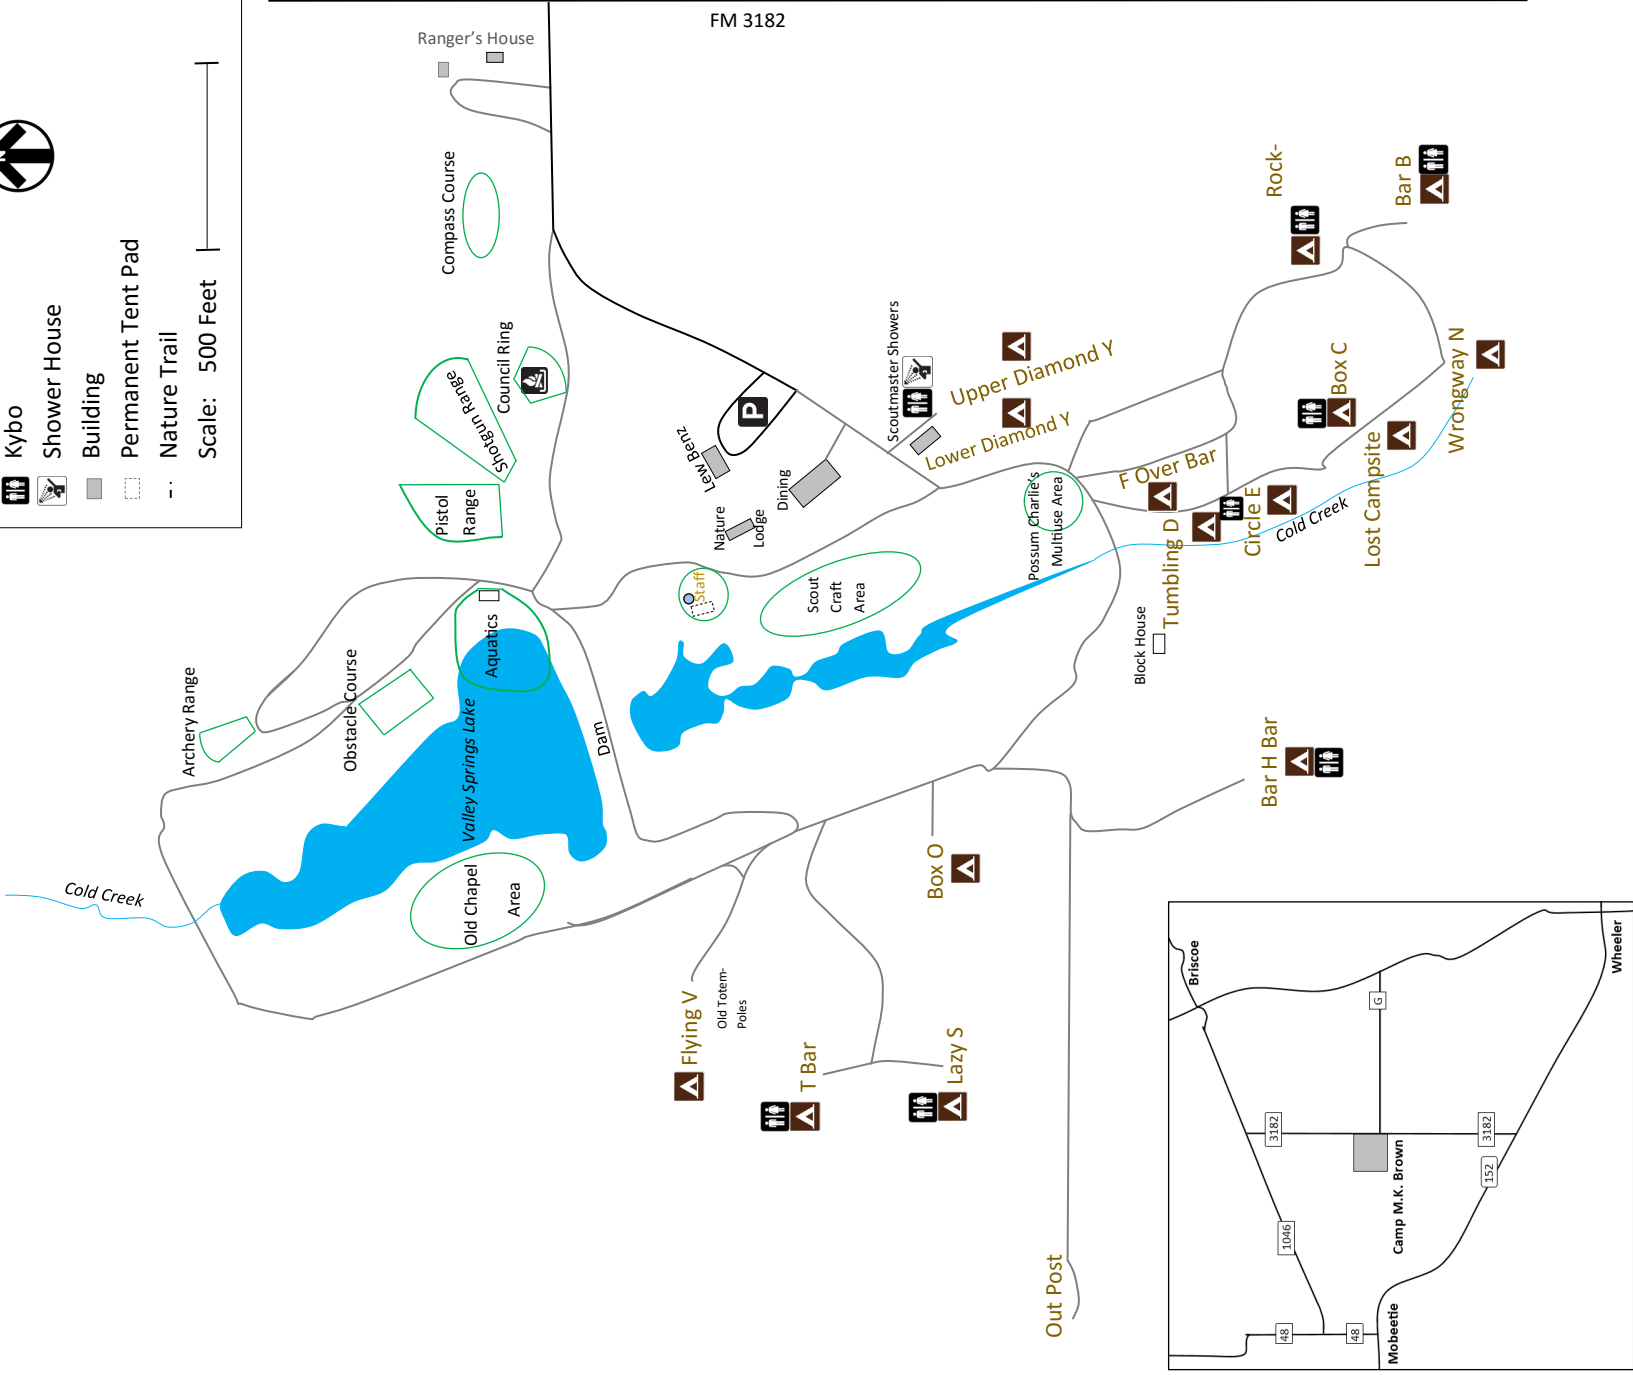 FM 3182
Ranger's House
Kybo
Shower House
Building
Permanent Tent Pad
Nature Trail
Scale: 500 Feet
Compass Course
Council Ring
Shotgun Range
Pistol
Range
Lew Benz
P
Dining
Nature
Lodge
Staff
Scout
Craft
Area
Scoutmaster Showers
Upper Diamond Y
Lower Diamond Y
Possum Charlie's
Multiuse Area
F Over Bar
Tumbling D
Circle E
Cold Creek
Lost Campsite
Box C
Wrongway N
Rock-
Bar B
Block House
Archery Range
Obstacle Course
Aquatics
Valley Springs Lake
Dam
Cold Creek
Old Chapel
Area
Flying V
Old Totem-
Poles
T Bar
Lazy S
Box O
Bar H Bar
Out Post
Briscoe
Wheeler
G
3182
3182
152
1046
Camp M.K. Brown
48
48
Mobeetie